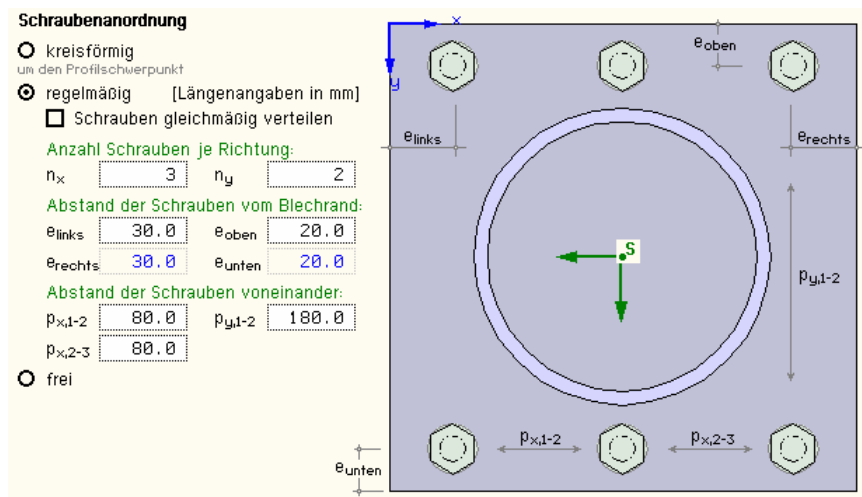 Schraubenanordnung
kreisförmig
um den Profilschwerpunkt
regelmäßig [Längenangaben in mm]
Schrauben gleichmäßig verteilen
Anzahl Schrauben je Richtung:
nx 3 ny 2
Abstand der Schrauben vom Blechrand:
elinks 30.0 eoben 20.0
erechts 30.0 eunten 20.0
Abstand der Schrauben voneinander:
px,1-2 80.0 py,1-2 180.0
px,2-3 80.0
frei
x
y
eoben
elinks
erechts
S
py,1-2
px,1-2
px,2-3
eunten